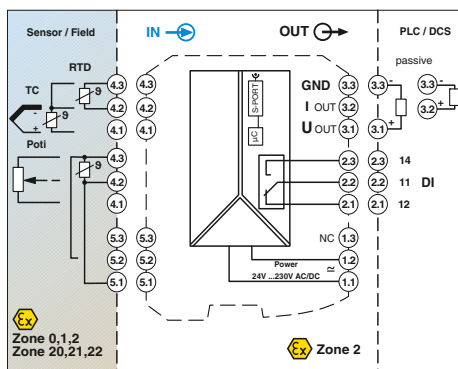 Sensor / Field
IN
OUT
PLC / DCS
RTD
TC
ϑ
-
+
ϑ
4.3
4.2
4.1
4.3
4.2
4.1
Poti
ϑ
4.3
4.2
4.1
5.3
5.2
5.1
5.3
5.2
5.1
S-PORT
µC
GND
I OUT
U OUT
3.3
3.2
3.1
passive
3.3 -
3.1 +
3.3 -
3.2 +
2.3
2.2
2.1
2.3 14
2.2 11 DI
2.1 12
NC 1.3
Power
≃ 1.2
24V ...230V AC/DC
1.1
Ex
Zone 0,1,2
Zone 20,21,22
Ex Zone 2